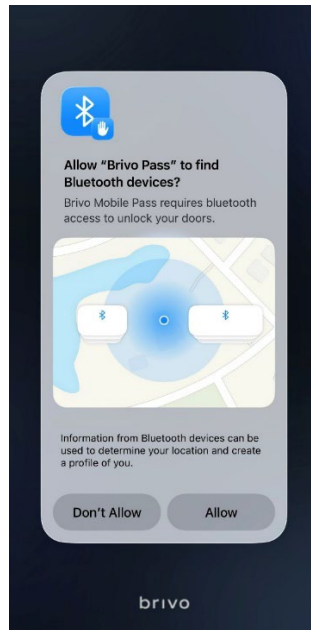 Allow “Brivo Pass” to find
Bluetooth devices?
Brivo Mobile Pass requires bluetooth
access to unlock your doors.
Information from Bluetooth devices can be
used to determine your location and create
a profile of you.
Don't Allow
Allow
brivo